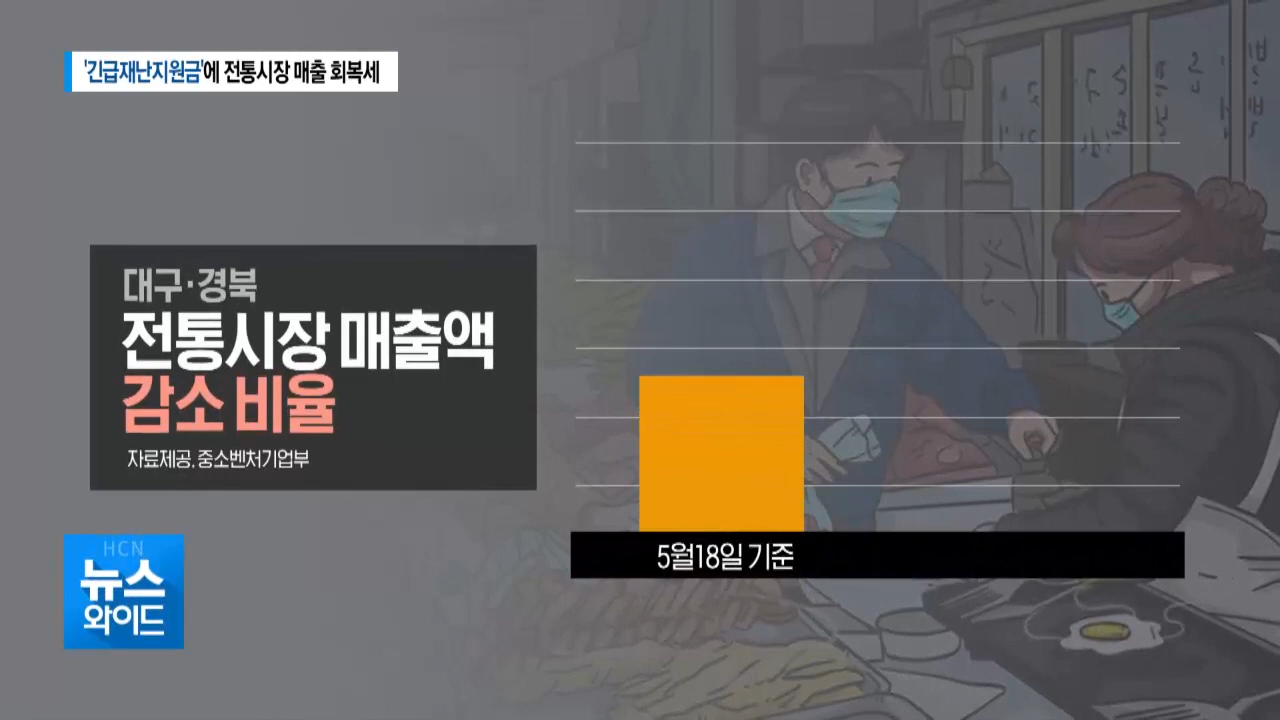 '긴급재난지원금'에 전통시장 매출 회복세
대구·경북
전통시장 매출액
감소 비율
자료제공. 중소벤처기업부
5월18일 기준
HCN
뉴스
와이드